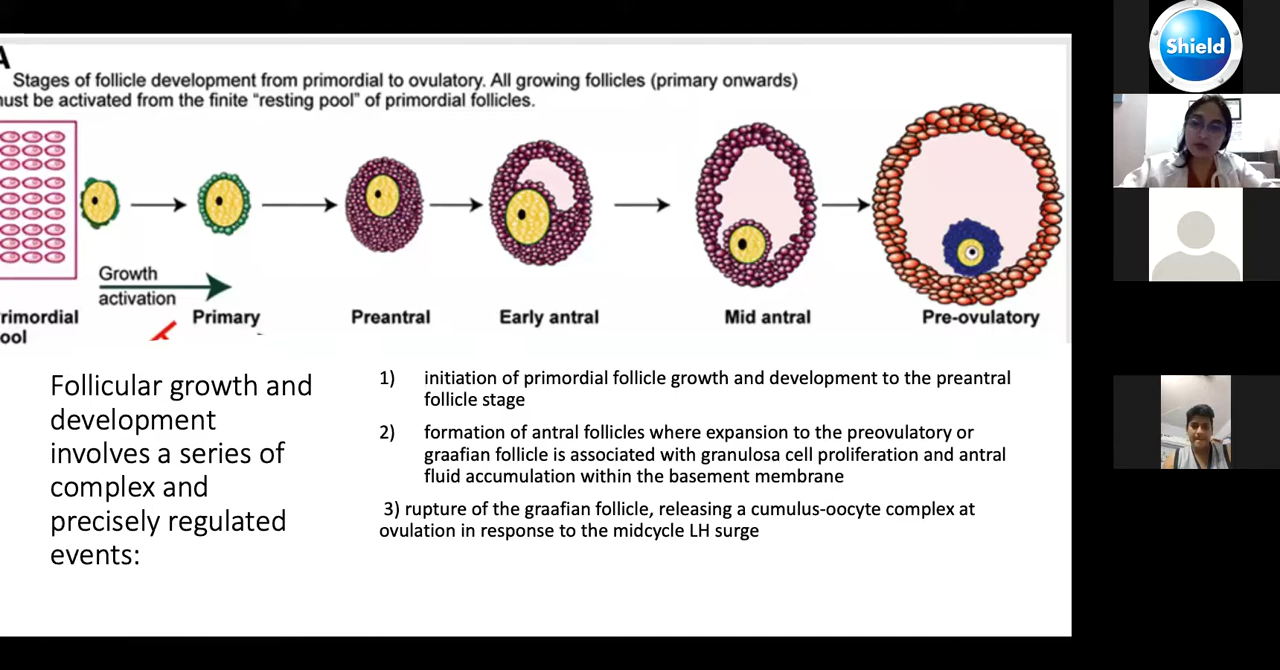 A
Stages of follicle development from primordial to ovulatory. All growing follicles (primary onwards)
nust be activated from the finite “resting pool” of primordial follicles.
Growth
activation
rimordial
ool
Primary
Preantral
Early antral
Mid antral
Pre-ovulatory
Follicular growth and
development
involves a series of
complex and
precisely regulated
events:
1) initiation of primordial follicle growth and development to the preantral
follicle stage
2) formation of antral follicles where expansion to the preovulatory or
graafian follicle is associated with granulosa cell proliferation and antral
fluid accumulation within the basement membrane
3) rupture of the graafian follicle, releasing a cumulus-oocyte complex at
ovulation in response to the midcycle LH surge
Shield